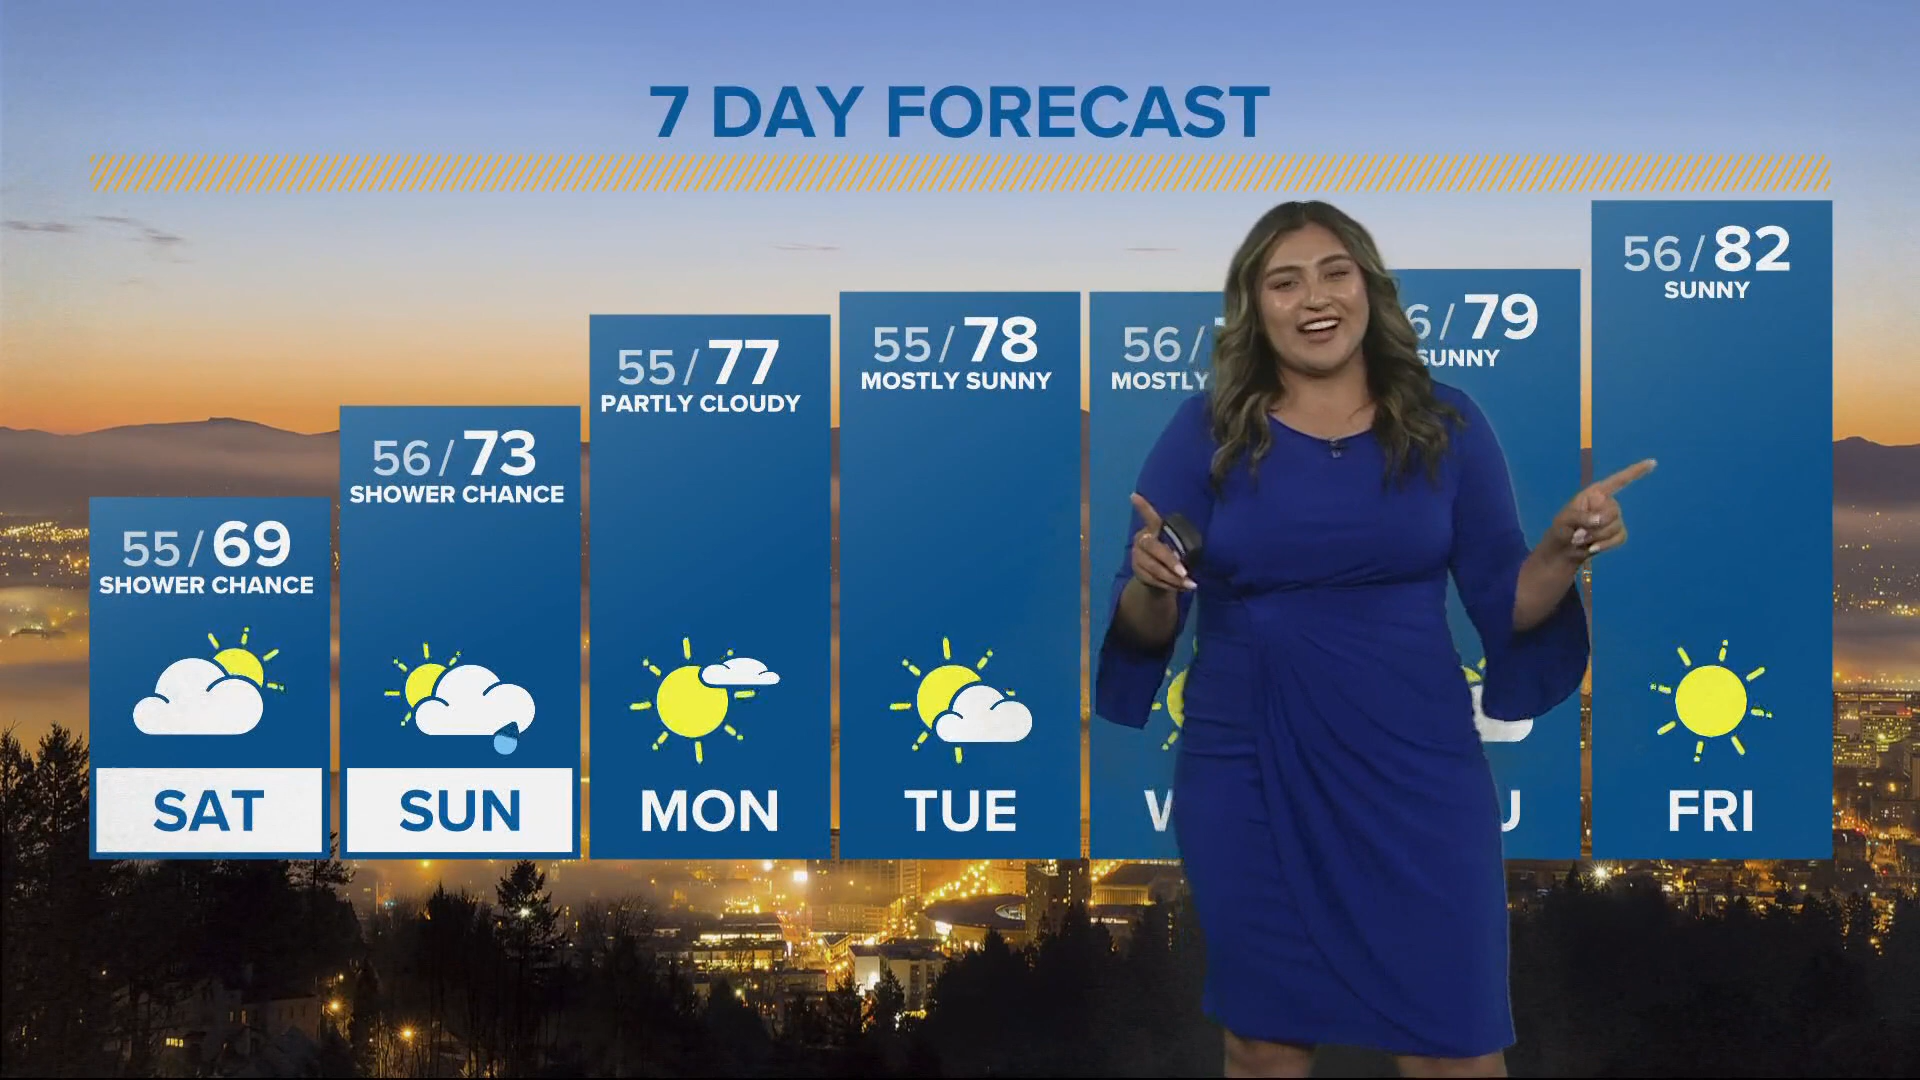 7 DAY FORECAST
55/69
SHOWER CHANCE
SAT
56/73
SHOWER CHANCE
SUN
55/77
PARTLY CLOUDY
MON
55/78
MOSTLY SUNNY
TUE
56/
MOSTLY
6/79
SUNNY
56/82
SUNNY
FRI